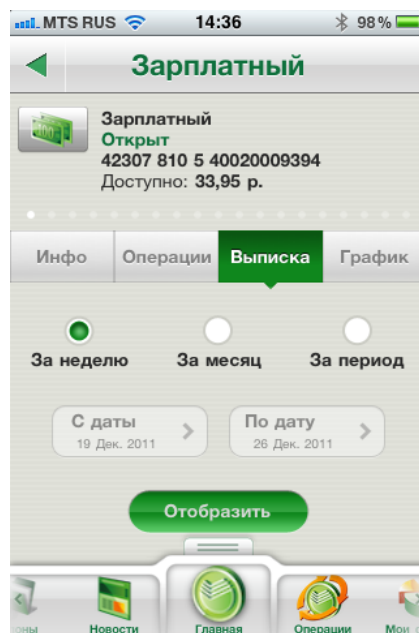 MTS RUS 14:36 98 %
Зарплатный
Зарплатный
Открыт
42307 810 5 40020009394
Доступно: 33,95 р.
Инфо Операции Выписка График
За неделю За месяц За период
С даты По дату
19 Дек. 2011 26 Дек. 2011
Отобразить
Новости Главная Операции Мои